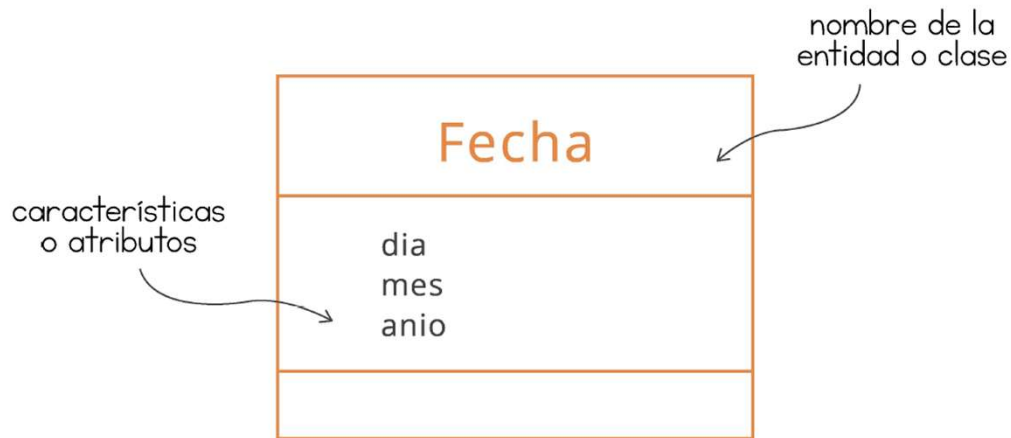 nombre de la
entidad o clase
Fecha
características
o atributos
dia
mes
anio